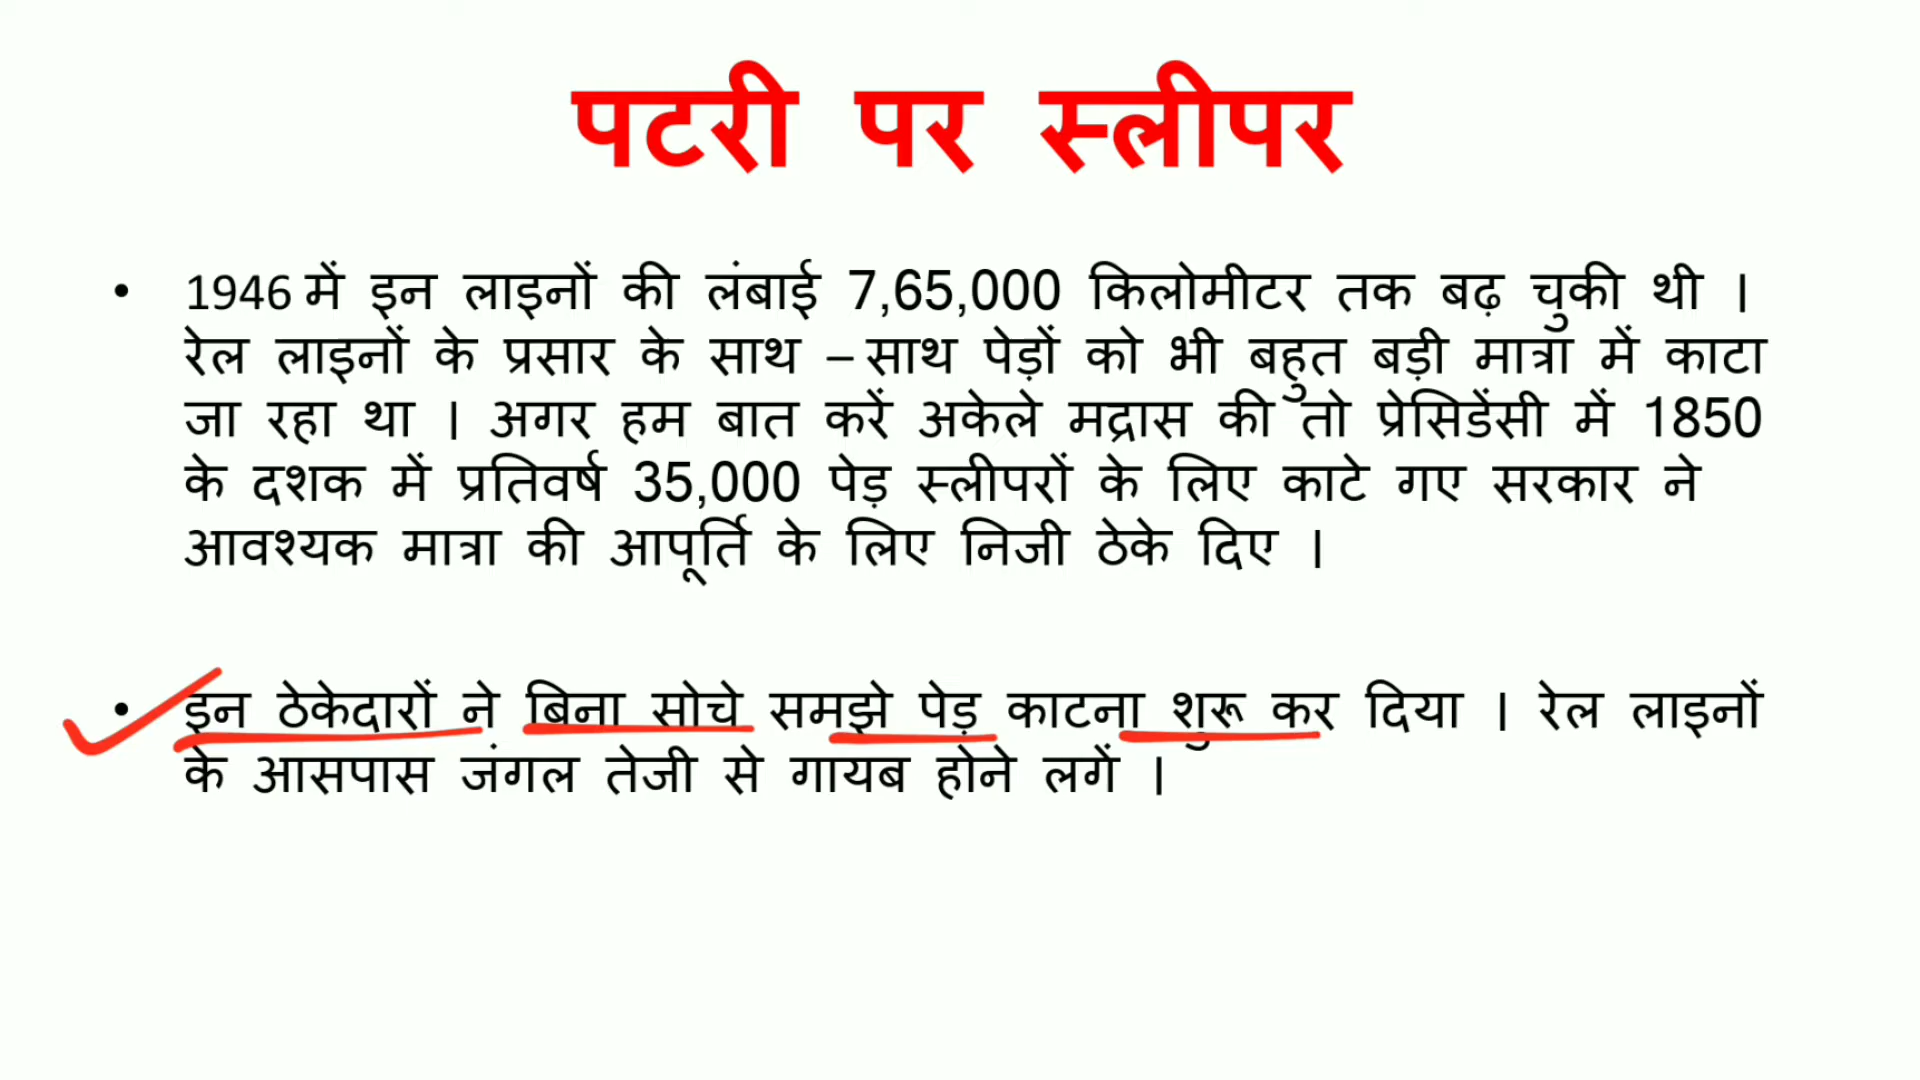 पटरी पर स्लीपर
• 1946 में इन लाइनों की लंबाई 7,65,000 किलोमीटर तक बढ़ चुकी थी ।
रेल लाइनों के प्रसार के साथ – साथ पेड़ों को भी बहुत बड़ी मात्रा में काटा
जा रहा था । अगर हम बात करें अकेले मद्रास की तो प्रेसिडेंसी में 1850
के दशक में प्रतिवर्ष 35,000 पेड़ स्लीपरों के लिए काटे गए सरकार ने
आवश्यक मात्रा की आपूर्ति के लिए निजी ठेके दिए ।
• इन ठेकेदारों ने बिना सोचे समझे पेड़ काटना शुरू कर दिया । रेल लाइनों
के आसपास जंगल तेजी से गायब होने लगें ।